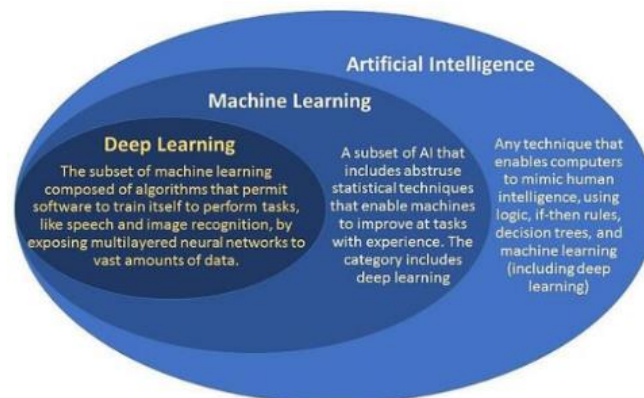 Artificial Intelligence
Machine Learning
Deep Learning
The subset of machine learning
composed of algorithms that permit
software to train itself to perform tasks,
like speech and image recognition, by
exposing multilayered neural networks to
vast amounts of data.
A subset of AI that
includes abstruse
statistical techniques
that enable machines
to improve at tasks
with experience. The
category includes
deep learning
Any technique that
enables computers
to mimic human
intelligence, using
logic, if-then rules,
decision trees, and
machine learning
(including deep
learning)